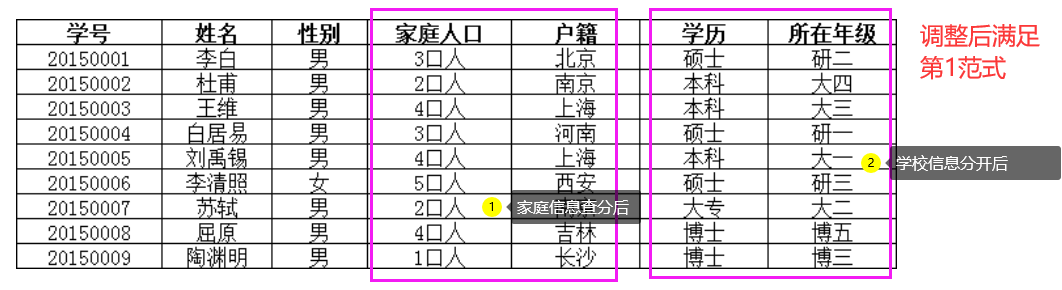 学号 姓名 性别 家庭人口 户籍 学历 所在年级
20150001 李白 男 3口人 北京 硕士 研二
20150002 杜甫 男 2口人 南京 本科 大四
20150003 王维 男 4口人 上海 本科 大三
20150004 白居易 男 3口人 河南 硕士 研一
20150005 刘禹锡 男 4口人 上海 本科 大一
20150006 李清照 女 5口人 西安 硕士 研三
20150007 苏轼 男 2口人 大专 大二
20150008 屈原 男 4口人 吉林 博士 博五
20150009 陶渊明 男 1口人 长沙 博士 博三
调整后满足
第1范式
2 学校信息分开后
1 家庭信息查分后